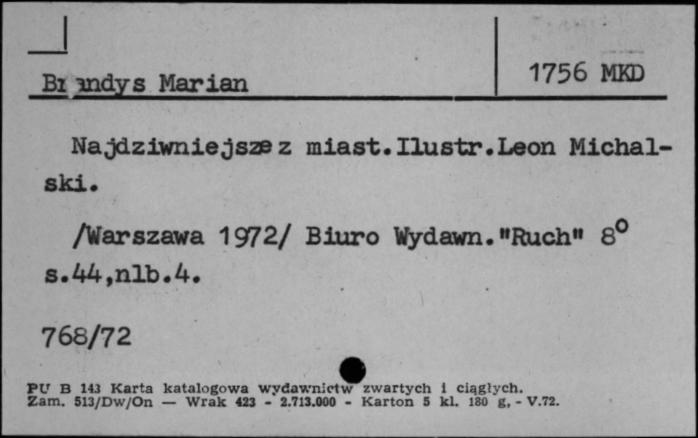 1756 MKD
Brandys Marian
Najdziwniejsze z miast.Ilustr.Leon Michal-
ski.
/Warszawa 1972/ Biuro Wydawn."Ruch" 8°
s.44,nlb.4.
768/72
PU B 143 Karta katalogowa wydawnictw zwartych i ciągłych.
Zam. 513/Dw/On — Wrak 423 - 2.713.000 - Karton 5 kl. 180 g, - V.72.